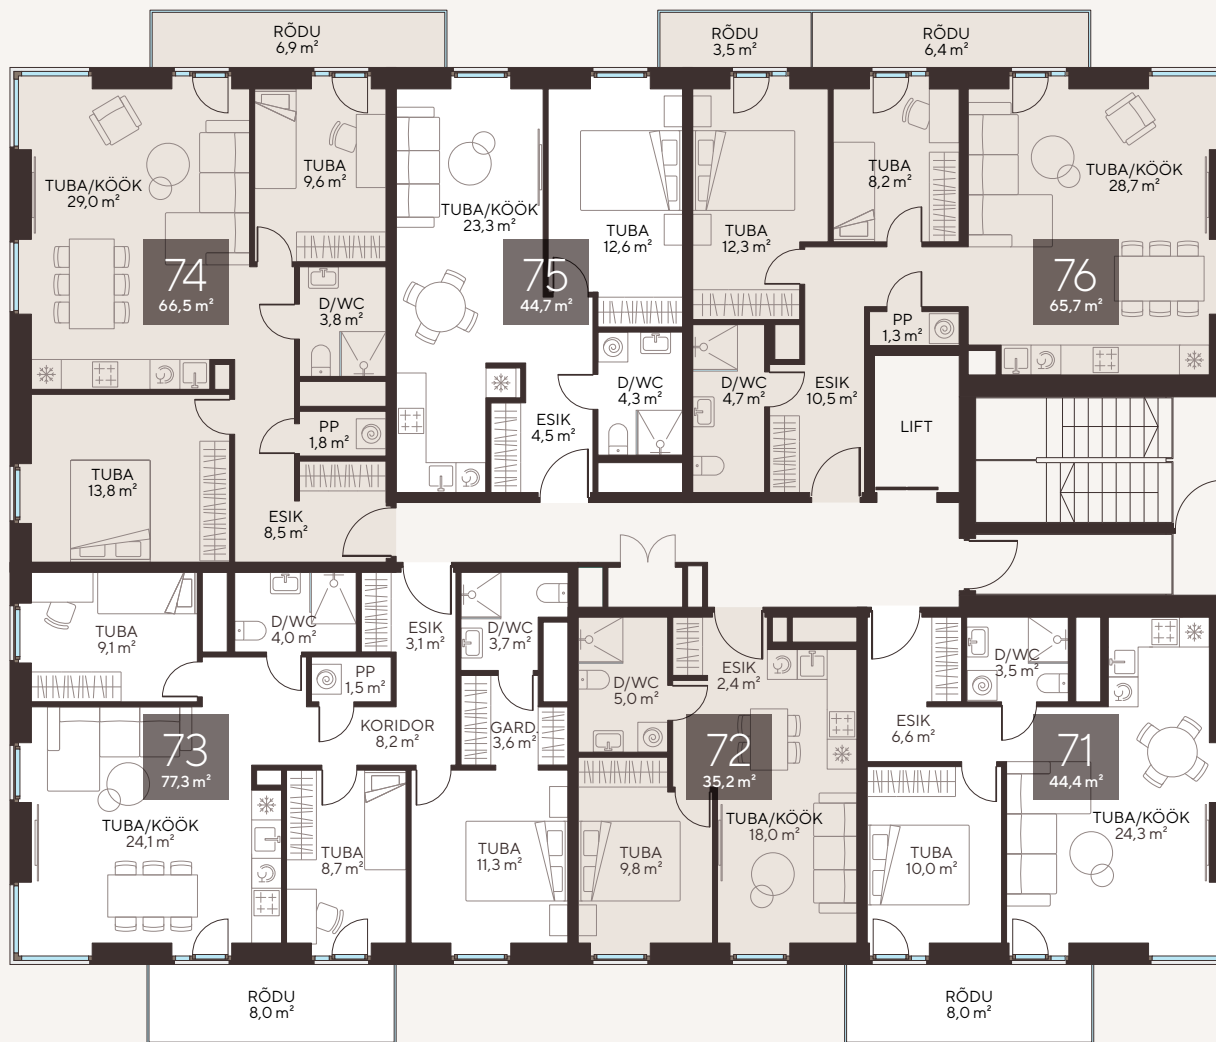 RÕDU
6,9 m²
RÕDU
3,5 m²
RÕDU
6,4 m²
TUBA/KÖÖK
29,0 m²
TUBA
9,6 m²
74
66,5 m²
D/WC
3,8 m²
PP
1,8 m²
TUBA
13,8 m²
ESIK
8,5 m²
TUBA/KÖÖK
23,3 m²
TUBA
12,6 m²
75
44,7 m²
D/WC
4,3 m²
ESIK
4,5 m²
TUBA
12,3 m²
TUBA
8,2 m²
TUBA/KÖÖK
28,7 m²
76
65,7 m²
PP
1,3 m²
D/WC
4,7 m²
ESIK
10,5 m²
LIFT
TUBA
9,1 m²
D/WC
4,0 m²
ESIK
3,1 m²
D/WC
3,7 m²
PP
1,5 m²
KORIDOR
8,2 m²
GARD.
3,6 m²
73
77,3 m²
TUBA/KÖÖK
24,1 m²
TUBA
8,7 m²
TUBA
11,3 m²
D/WC
5,0 m²
ESIK
2,4 m²
72
35,2 m²
TUBA
9,8 m²
TUBA/KÖÖK
18,0 m²
D/WC
3,5 m²
ESIK
6,6 m²
71
44,4 m²
TUBA
10,0 m²
TUBA/KÖÖK
24,3 m²
RÕDU
8,0 m²
RÕDU
8,0 m²